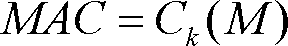 MAC = C_k(M)